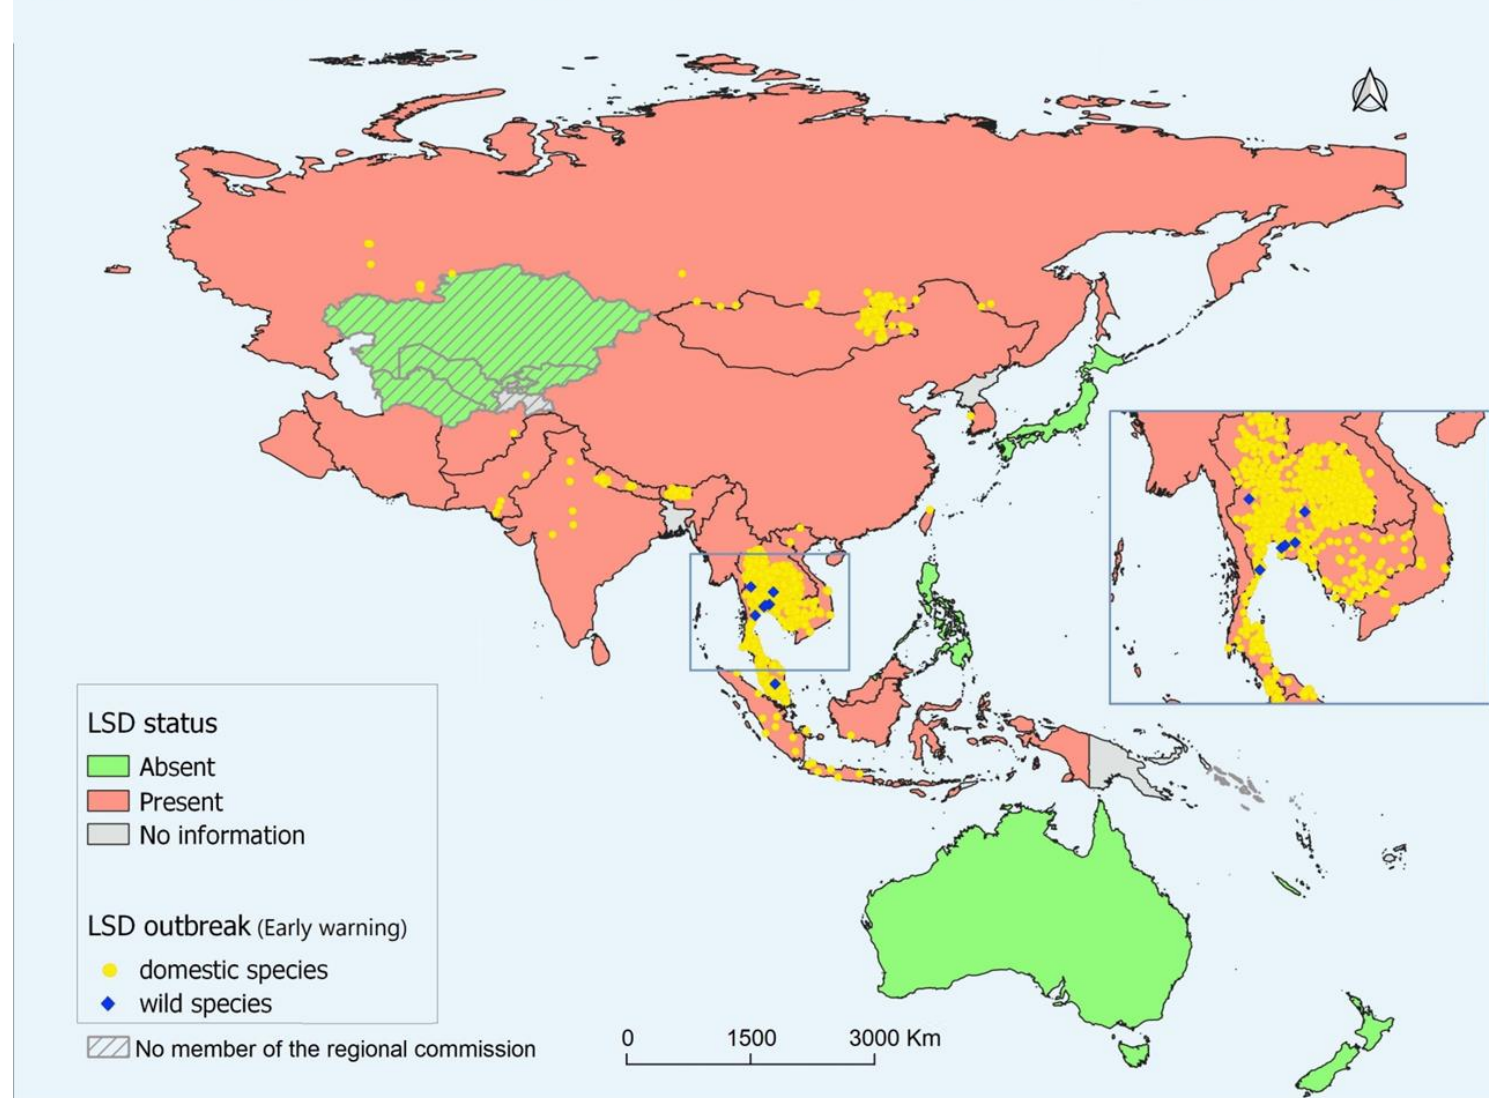 LSD status
Absent
Present
No information
LSD outbreak (Early warning)
domestic species
wild species
No member of the regional commission
0 1500 3000 Km